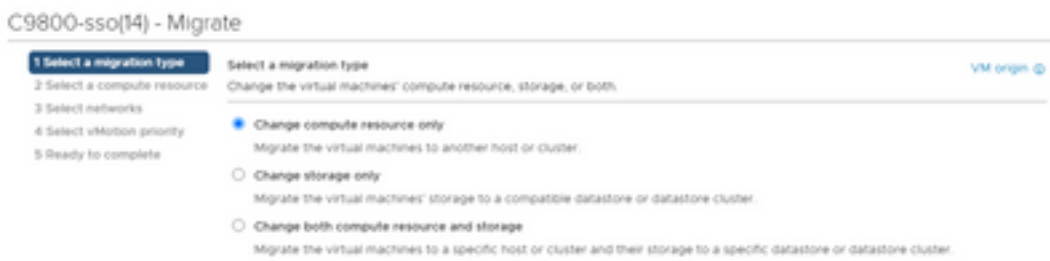 C9800-sso(14) - Migrate
1 Select a migration type
2 Select a compute resource
3 Select networks
4 Select vMotion priority
5 Ready to complete
Select a migration type
VM origin
Change the virtual machines' compute resource, storage, or both.
Change compute resource only
Migrate the virtual machines to another host or cluster.
Change storage only
Migrate the virtual machines' storage to a compatible datastore or datastore cluster.
Change both compute resource and storage
Migrate the virtual machines to a specific host or cluster and their storage to a specific datastore or datastore cluster.